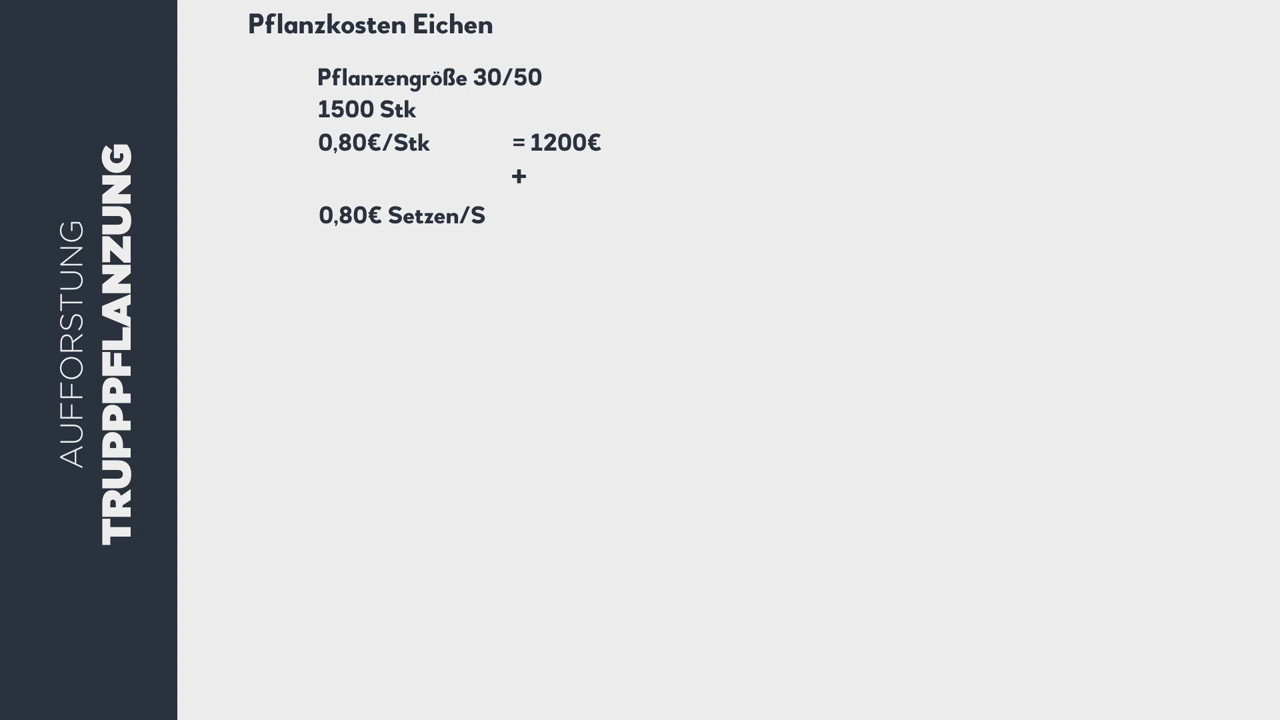 AUFFORSTUNG
TRUPPPFLANZUNG
Pflanzkosten Eichen
Pflanzengröße 30/50
1500 Stk
0,80€/Stk = 1200€
+
0,80€ Setzen/S